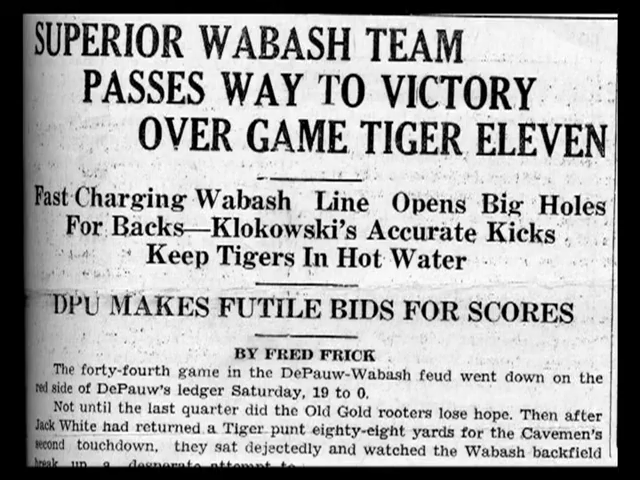 SUPERIOR WABASH TEAM
PASSES WAY TO VICTORY
OVER GAME TIGER ELEVEN
Fast Charging Wabash Line Opens Big Holes
For Backs—Klokowski's Accurate Kicks
Keep Tigers In Hot Water
DPU MAKES FUTILE BIDS FOR SCORES
BY FRED FRICK
The forty-fourth game in the DePauw-Wabash feud went down on the
red side of DePauw's ledger Saturday, 19 to 0.
Not until the last quarter did the Old Gold rooters lose hope. Then after
Jack White had returned a Tiger punt eighty-eight yards for the Cavemen's
second touchdown, they sat dejectedly and watched the Wabash backfield
break up a desperate attempt to